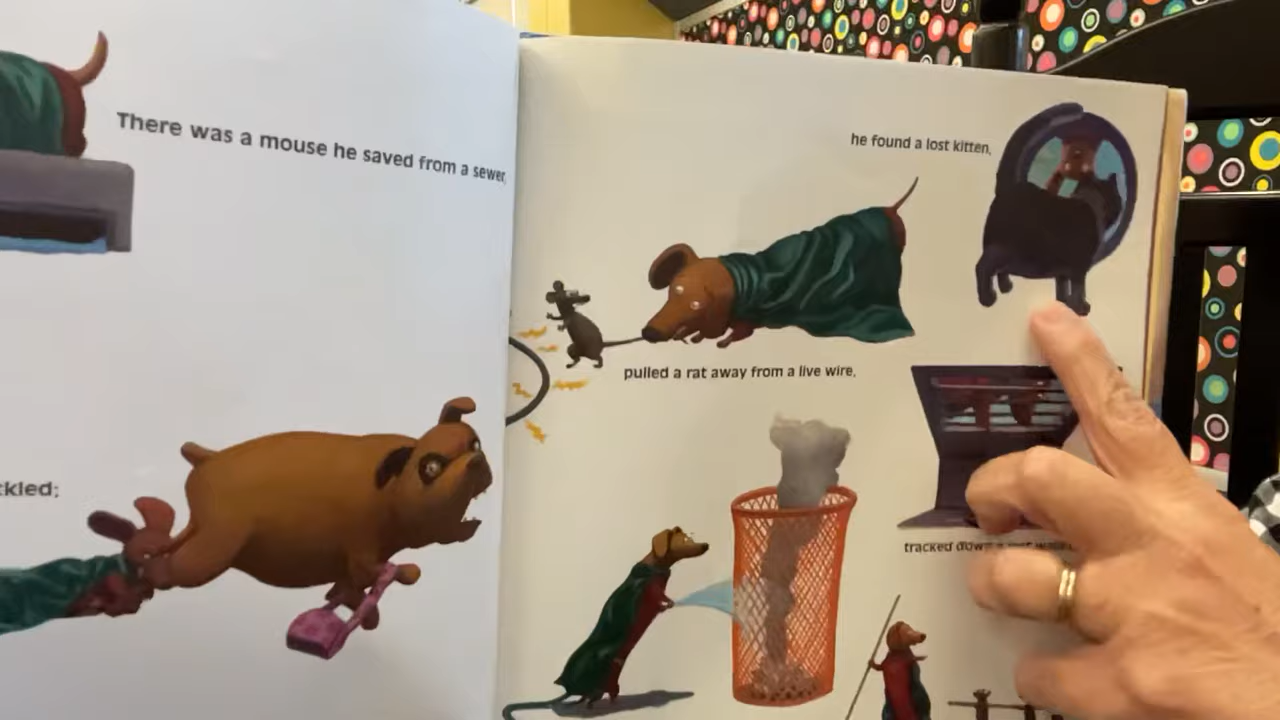 There was a mouse he saved from a sewer,
ckled;
he found a lost kitten,
pulled a rat away from a live wire,
tracked down a